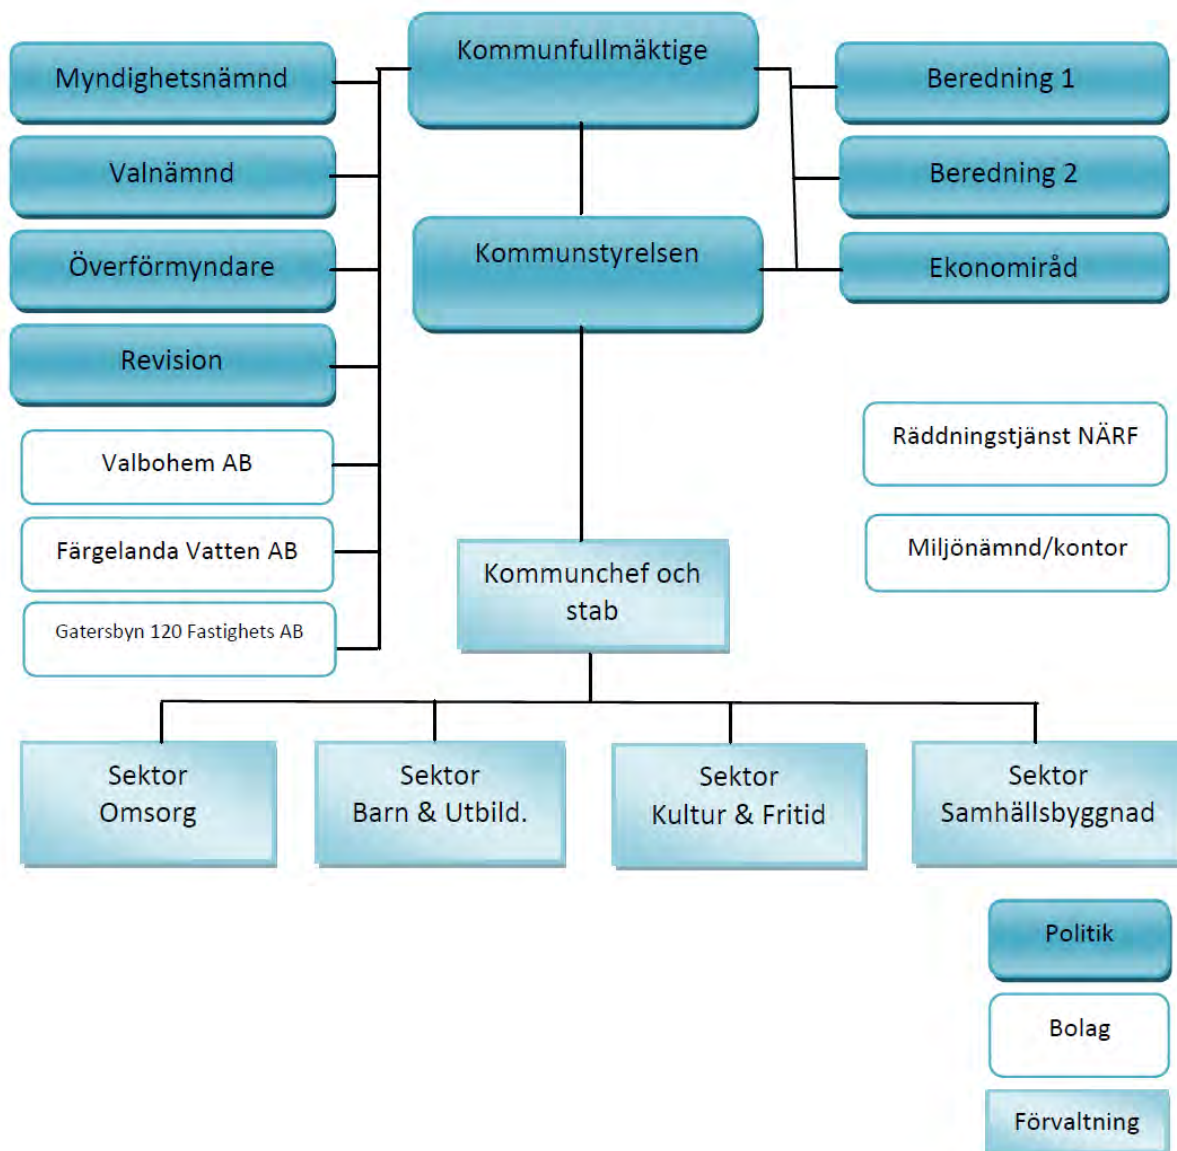 Kommunfullmäktige
Myndighetsnämnd
Beredning 1
Valnämnd
Beredning 2
Kommunstyrelsen
Överförmyndare
Ekonomiråd
Revision
Räddningstjänst NÄRF
Valbohem AB
Färgelanda Vatten AB
Miljönämnd/kontor
Kommunchef och
stab
Gatersbyn 120 Fastighets AB
Sektor
Omsorg
Sektor
Barn & Utbild.
Sektor
Kultur & Fritid
Sektor
Samhällsbyggnad
Politik
Bolag
Förvaltning